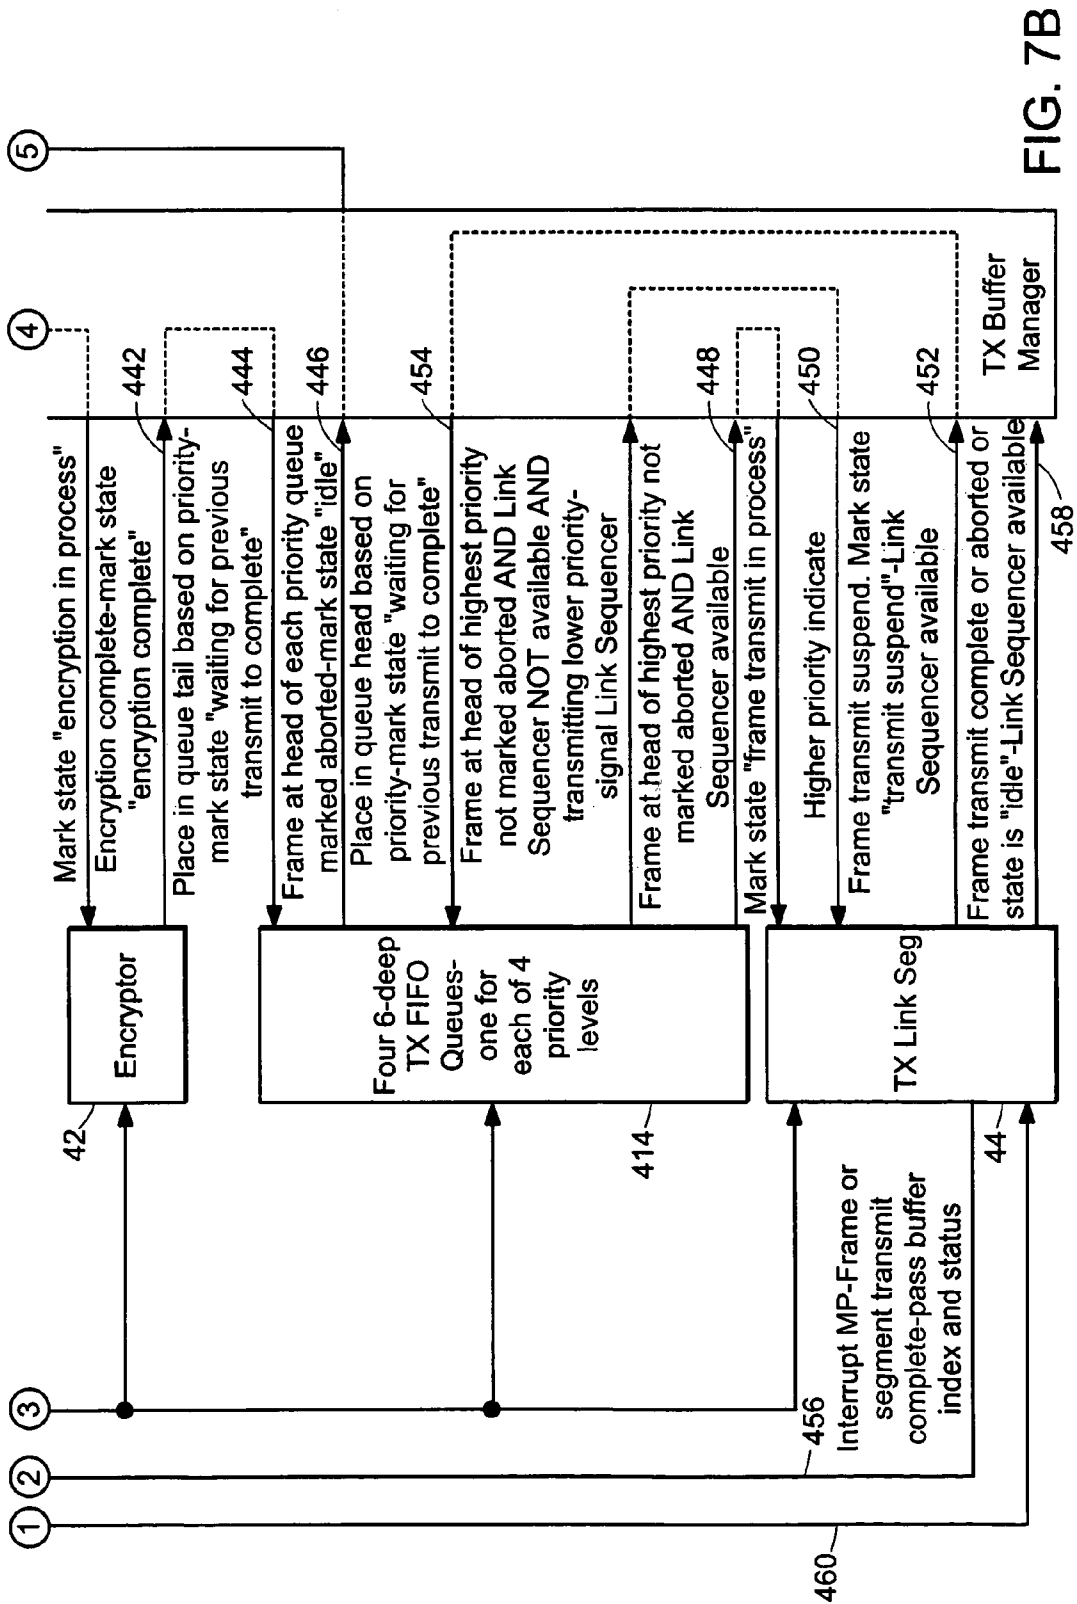 1
2
3
4
5
460
456
42
Encryptor
Mark state "encryption in process"
Encryption complete-mark state
"encryption complete"
442
Place in queue tail based on priority-
mark state "waiting for previous
transmit to complete"
444
Frame at head of each priority queue
marked aborted-mark state "idle"
446
Place in queue head based on
priority-mark state "waiting for
previous transmit to complete"
454
Frame at head of highest priority
not marked aborted AND Link
Sequencer NOT available AND
transmitting lower priority-
signal Link Sequencer
Four 6-deep
TX FIFO
Queues-
one for
each of 4
priority
levels
414
Frame at head of highest priority not
marked aborted AND Link
Sequencer available
448
Mark state "frame transmit in process"
450
Higher priority indicate
Frame transmit suspend. Mark state
"transmit suspend"-Link
Sequencer available
452
Frame transmit complete or aborted or
state is "idle"-Link Sequencer available
458
TX Link Seg
44
Interrupt MP-Frame or
segment transmit
complete-pass buffer
index and status
TX Buffer
Manager
FIG. 7B